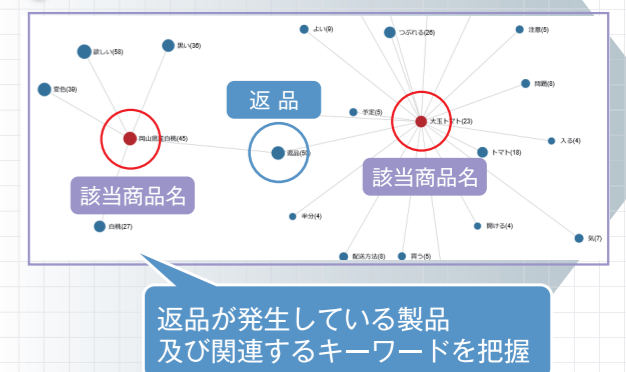 よい(9)
つぶれる(26)
注意(5)
欲しい(58)
黒い(36)
変色(39)
問題(8)
返 品
予定(5)
大玉トマト(23)
岡山県産白桃(45)
入る(4)
返品(50)
トマト(18)
該当商品名
該当商品名
半分(4)
白桃(27)
開ける(4)
気(7)
配送方法(8)
買う(5)
返品が発生している製品
及び関連するキーワードを把握